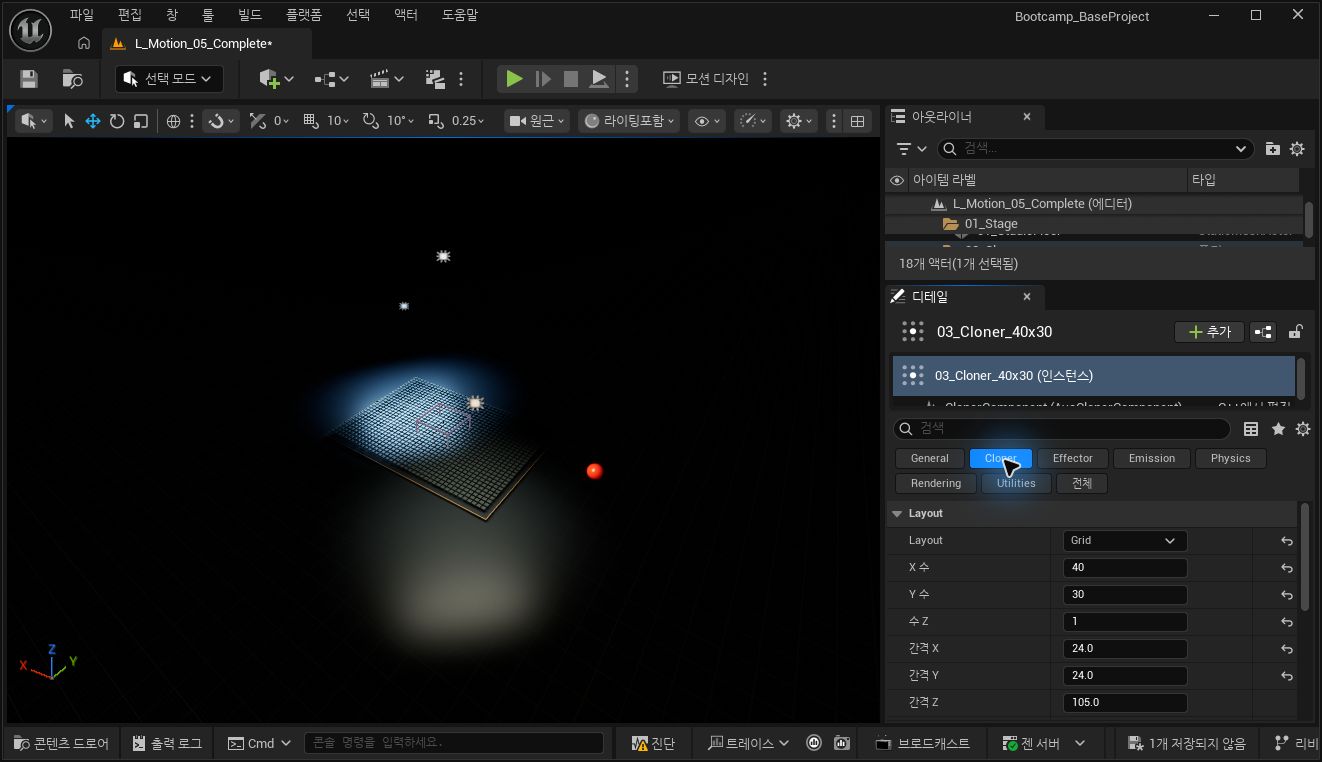 파일 편집 창 툴 빌드 플랫폼 선택 액터 도움말
Bootcamp_BaseProject
L_Motion_05_Complete*
선택 모드
모션 디자인
0 10 10° 0.25 원근 라이팅포함
아웃라이너
검색...
아이템 라벨 타입
L_Motion_05_Complete (에디터)
01_Stage
18개 액터(1개 선택됨)
디테일
03_Cloner_40x30
추가
03_Cloner_40x30 (인스턴스)
검색
General Cloner Effector Emission Physics
Rendering Utilities 전체
Layout
Layout Grid
X 수 40
Y 수 30
수 Z 1
간격 X 24.0
간격 Y 24.0
간격 Z 105.0
X Z Y
콘텐츠 드로어 출력 로그 Cmd 콘솔 명령을 입력하세요. 진단 트레이스 브로드캐스트 젠 서버 1개 저장되지 않음 리비